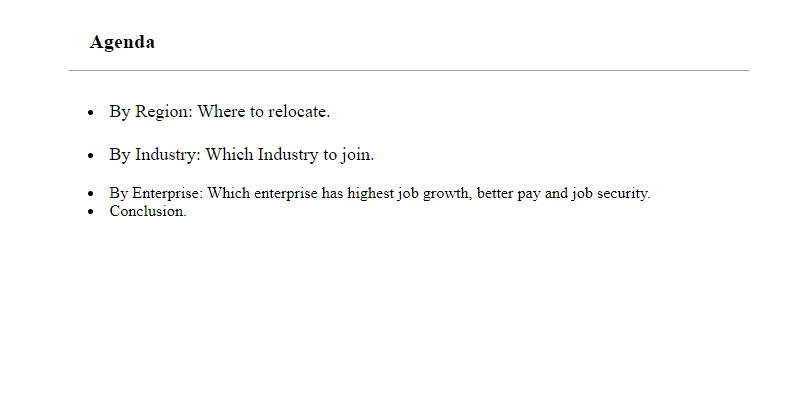 Agenda
• By Region: Where to relocate.
• By Industry: Which Industry to join.
• By Enterprise: Which enterprise has highest job growth, better pay and job security.
• Conclusion.